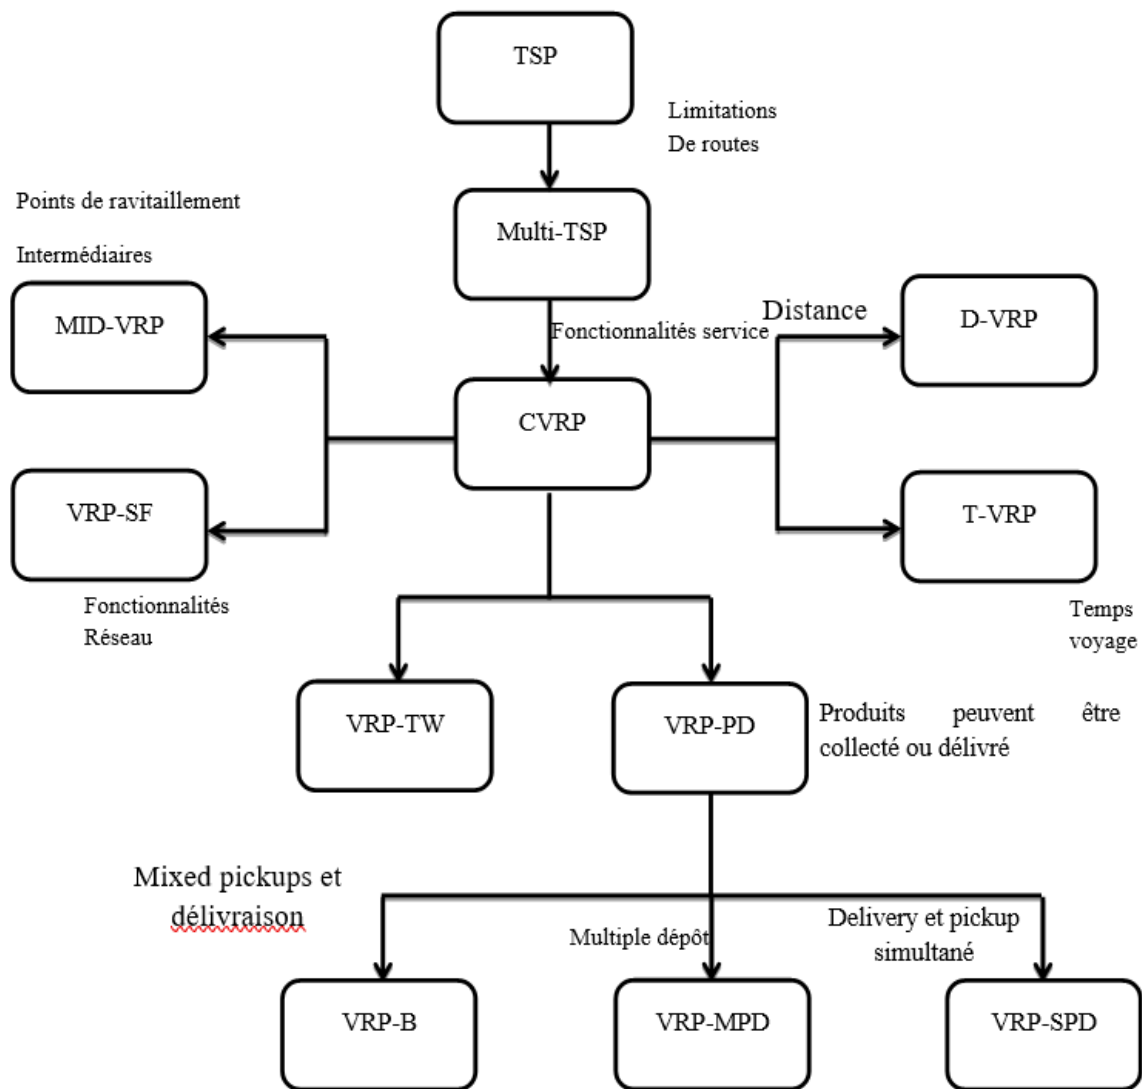 TSP
Limitations
De routes
Points de ravitaillement
Intermédiaires
Multi-TSP
MID-VRP
Fonctionnalités service
Distance
D-VRP
CVRP
VRP-SF
T-VRP
Fonctionnalités
Réseau
Temps
voyage
VRP-TW
VRP-PD
Produits peuvent être
collecté ou délivré
Mixed pickups et
délivraison
Multiple dépôt
Delivery et pickup
simultané
VRP-B
VRP-MPD
VRP-SPD